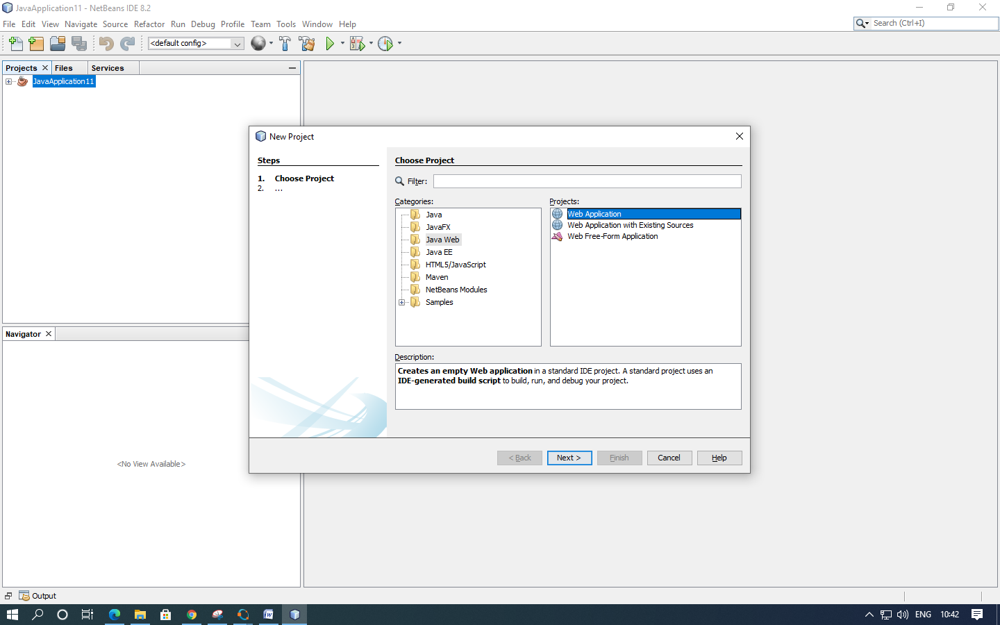 JavaApplication11 - NetBeans IDE 8.2
File Edit View Navigate Source Refactor Run Debug Profile Team Tools Window Help
Search (Ctrl+I)
<default config>
Projects Files Services
JavaApplication11
New Project
Steps
1. Choose Project
2. ...
Choose Project
Filter:
Categories:
Java
JavaFX
Java Web
Java EE
HTML5/JavaScript
Maven
NetBeans Modules
Samples
Projects:
Web Application
Web Application with Existing Sources
Web Free-Form Application
Description:
Creates an empty Web application in a standard IDE project. A standard project uses an
IDE-generated build script to build, run, and debug your project.
< Back Next > Finish Cancel Help
Navigator
<No View Available>
Output
ENG 10:42